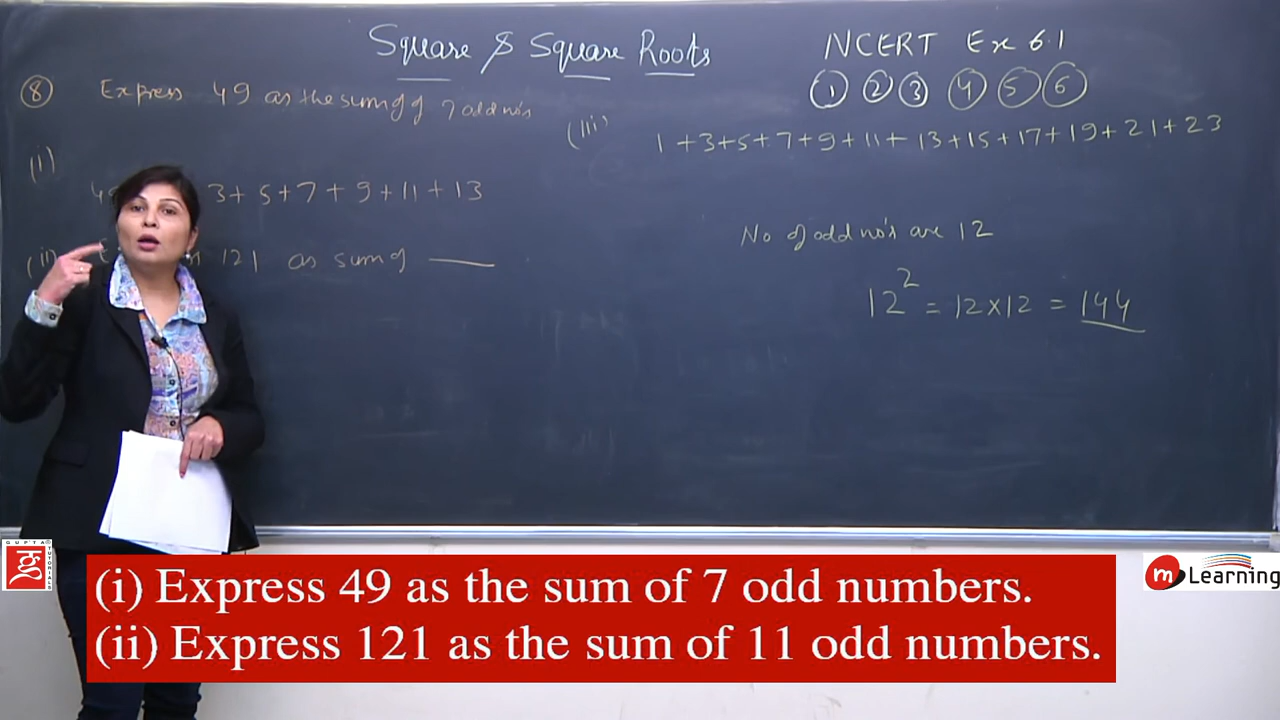 Square & Square Roots
NCERT Ex 6.1
1 2 3 4 5 6
8 Express 49 as the sum of 7 odd no's
(iii) 1 + 3 + 5 + 7 + 9 + 11 + 13 + 15 + 17 + 19 + 21 + 23
(i)
3 + 5 + 7 + 9 + 11 + 13
No of odd no's are 12
(ii) 121 as sum of
12² = 12 × 12 = 144
GUPTA TUTORIALS
m Learning
(i) Express 49 as the sum of 7 odd numbers.
(ii) Express 121 as the sum of 11 odd numbers.